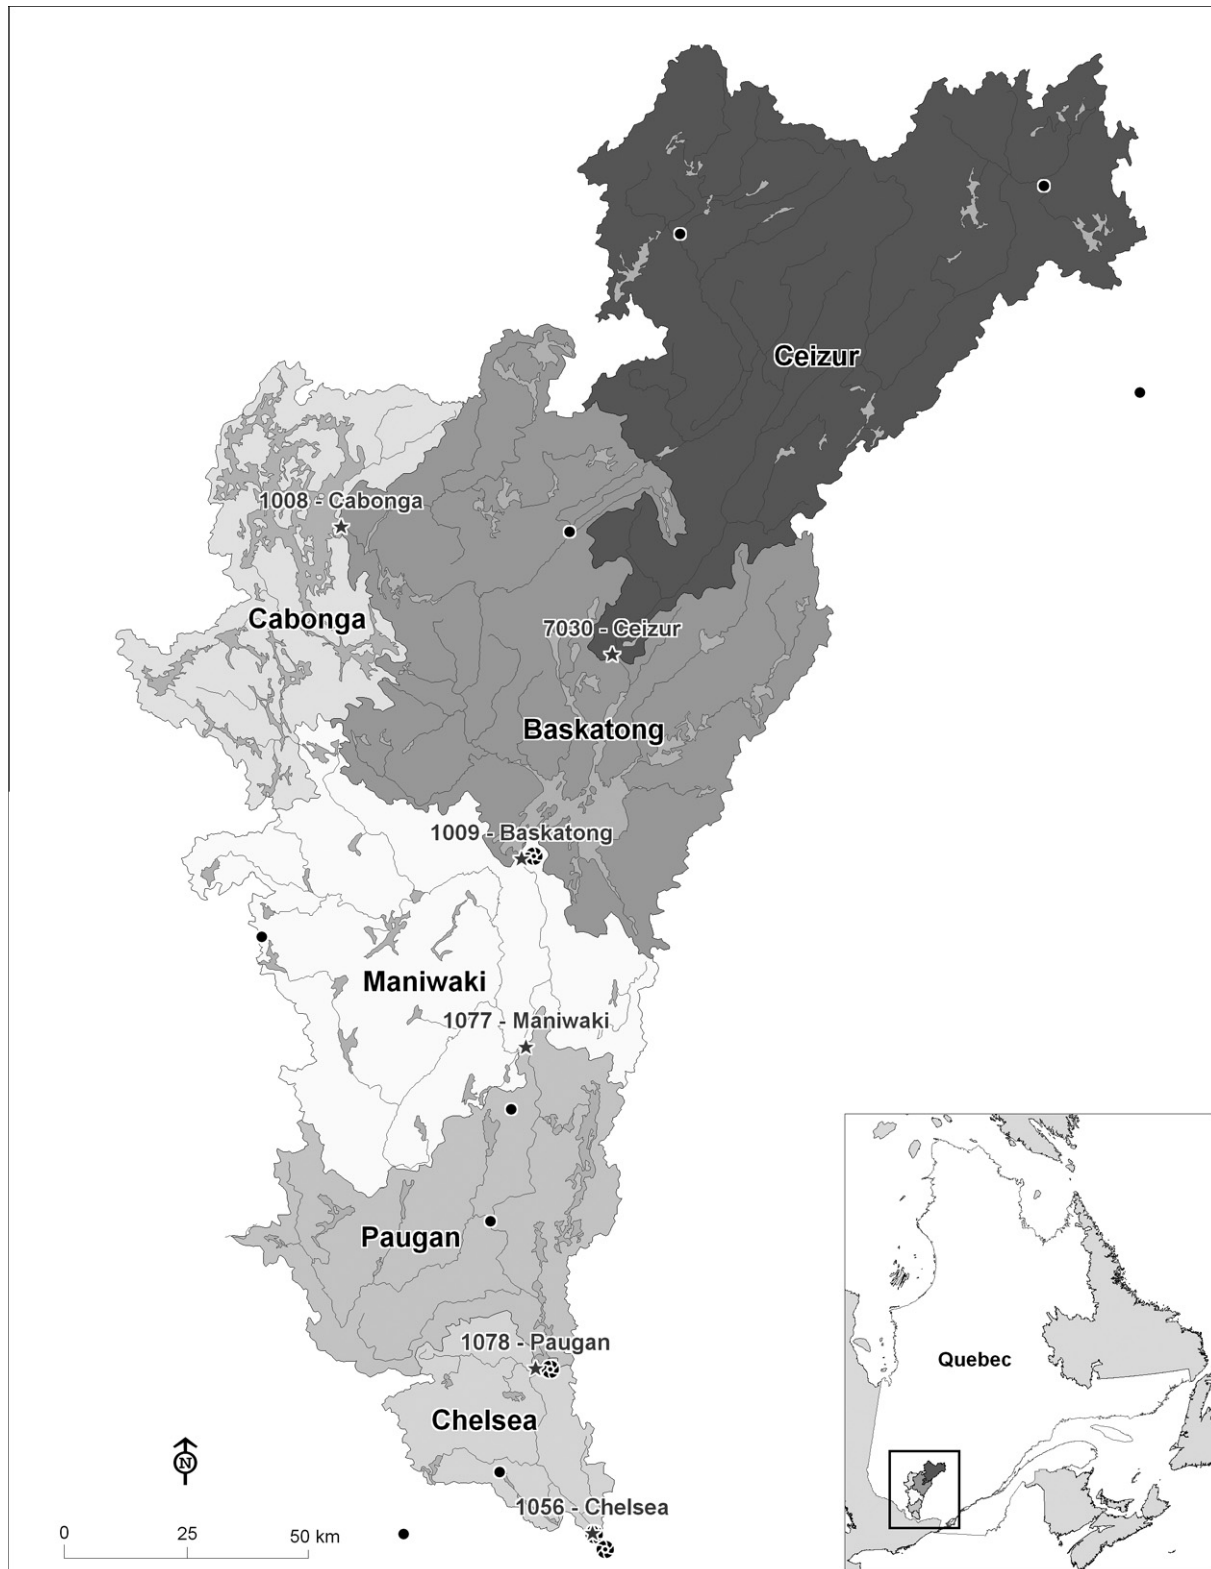 Ceizur
1008 - Cabonga
Cabonga
7030 - Ceizur
Baskatong
1009 - Baskatong
Maniwaki
1077 - Maniwaki
Paugan
1078 - Paugan
Quebec
Chelsea
N
1056 - Chelsea
0 25 50 km